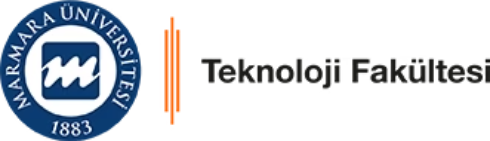 MARMARA ÜNİVERSİTESİ
m
1883
Teknoloji Fakültesi